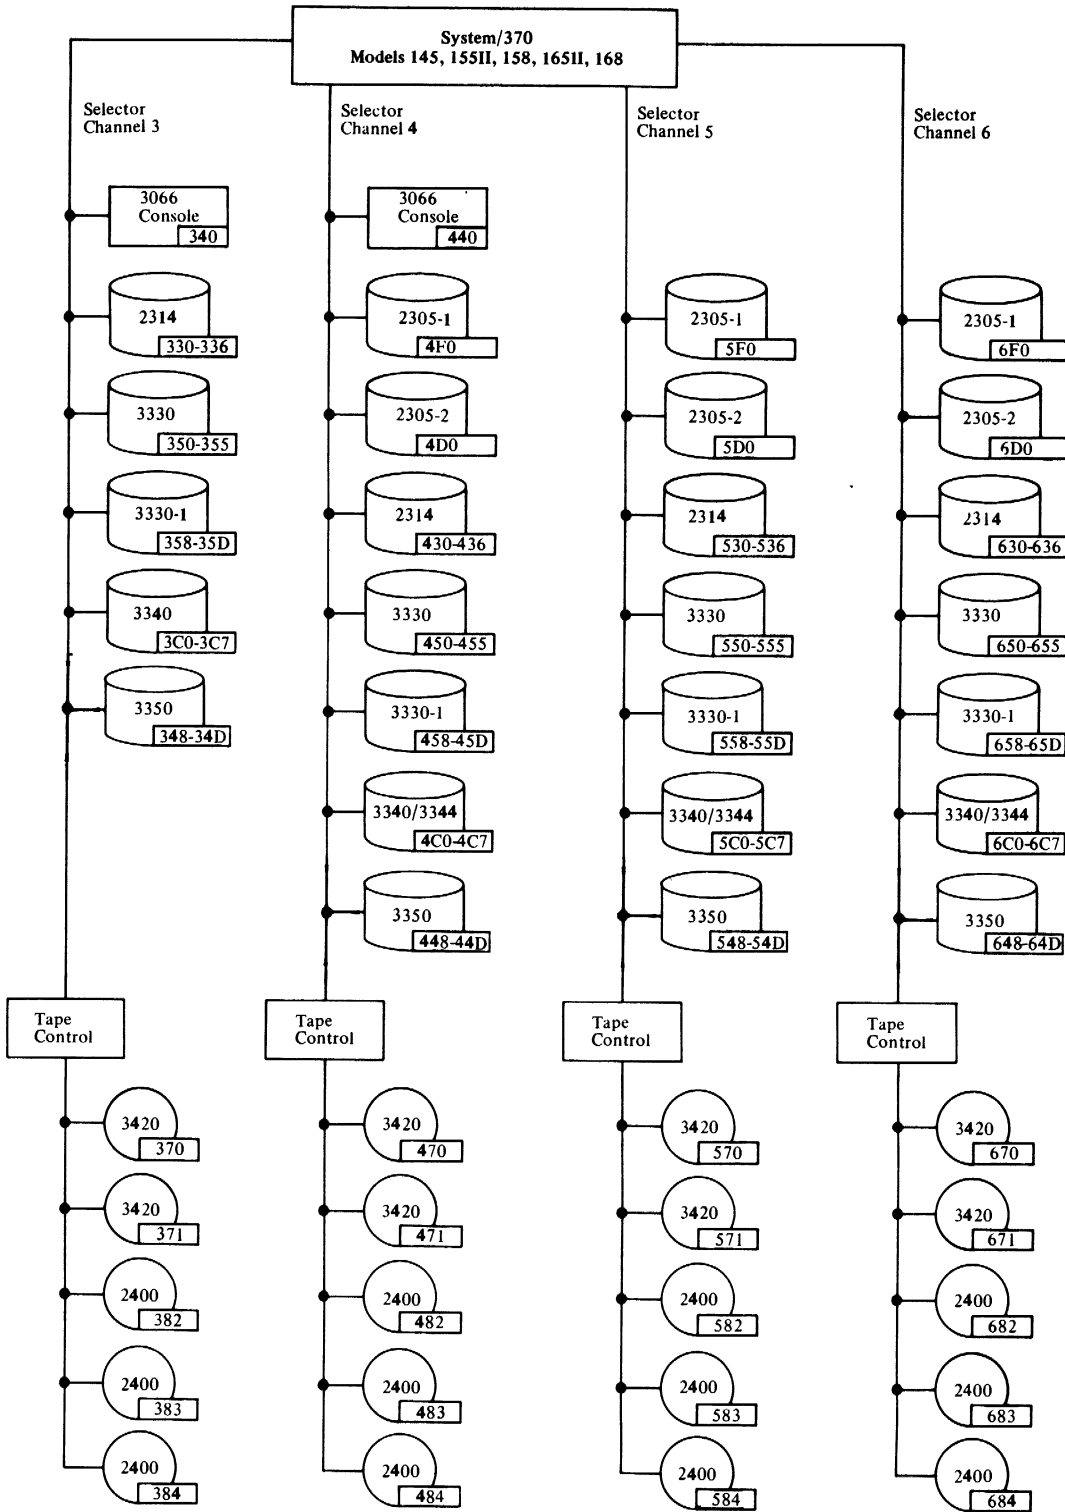 System/370
Models 145, 155II, 158, 165II, 168
Selector
Channel 3
3066
Console
340
2314
330-336
3330
350-355
3330-1
358-35D
3340
3C0-3C7
3350
348-34D
Tape
Control
3420
370
3420
371
2400
382
2400
383
2400
384
Selector
Channel 4
3066
Console
440
2305-1
4F0
2305-2
4D0
2314
430-436
3330
450-455
3330-1
458-45D
3340/3344
4C0-4C7
3350
448-44D
Tape
Control
3420
470
3420
471
2400
482
2400
483
2400
484
Selector
Channel 5
2305-1
5F0
2305-2
5D0
2314
530-536
3330
550-555
3330-1
558-55D
3340/3344
5C0-5C7
3350
548-54D
Tape
Control
3420
570
3420
571
2400
582
2400
583
2400
584
Selector
Channel 6
2305-1
6F0
2305-2
6D0
2314
630-636
3330
650-655
3330-1
658-65D
3340/3344
6C0-6C7
3350
648-64D
Tape
Control
3420
670
3420
671
2400
682
2400
683
2400
684